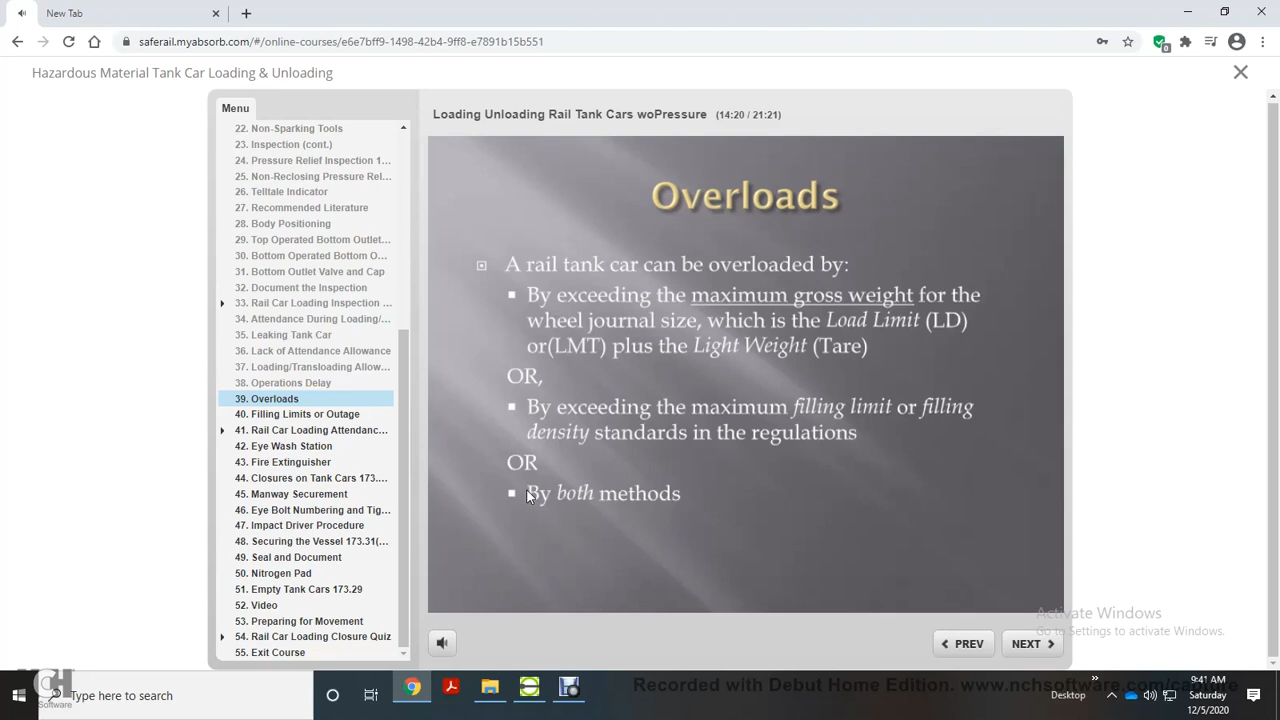 New Tab
saferail.myabsorb.com/#/online-courses/e6e7bff9-1498-42b4-9ff8-e7891b15b551
Hazardous Material Tank Car Loading & Unloading
Menu
22. Non-Sparking Tools
23. Inspection (cont.)
24. Pressure Relief Inspection 1...
25. Non-Reclosing Pressure Rel...
26. Telltale Indicator
27. Recommended Literature
28. Body Positioning
29. Top Operated Bottom Outlet...
30. Bottom Operated Bottom O...
31. Bottom Outlet Valve and Cap
32. Document the Inspection
33. Rail Car Loading Inspection ...
34. Attendance During Loading/...
35. Leaking Tank Car
36. Lack of Attendance Allowance
37. Loading/Transloading Allow...
38. Operations Delay
39. Overloads
40. Filling Limits or Outage
41. Rail Car Loading Attendanc...
42. Eye Wash Station
43. Fire Extinguisher
44. Closures on Tank Cars 173....
45. Manway Securement
46. Eye Bolt Numbering and Tig...
47. Impact Driver Procedure
48. Securing the Vessel 173.31(...
49. Seal and Document
50. Nitrogen Pad
51. Empty Tank Cars 173.29
52. Video
53. Preparing for Movement
54. Rail Car Loading Closure Quiz
55. Exit Course
Loading Unloading Rail Tank Cars woPressure (14:20 / 21:21)
Overloads
A rail tank car can be overloaded by:
By exceeding the maximum gross weight for the
wheel journal size, which is the Load Limit (LD)
or(LMT) plus the Light Weight (Tare)
OR,
By exceeding the maximum filling limit or filling
density standards in the regulations
OR
By both methods
PREV
NEXT
Activate Windows
Go to Settings to activate Windows.
NCH
Software
Type here to search
Recorded with Debut Home Edition. www.nchsoftware.com/capture
Desktop
9:41 AM
Saturday
12/5/2020